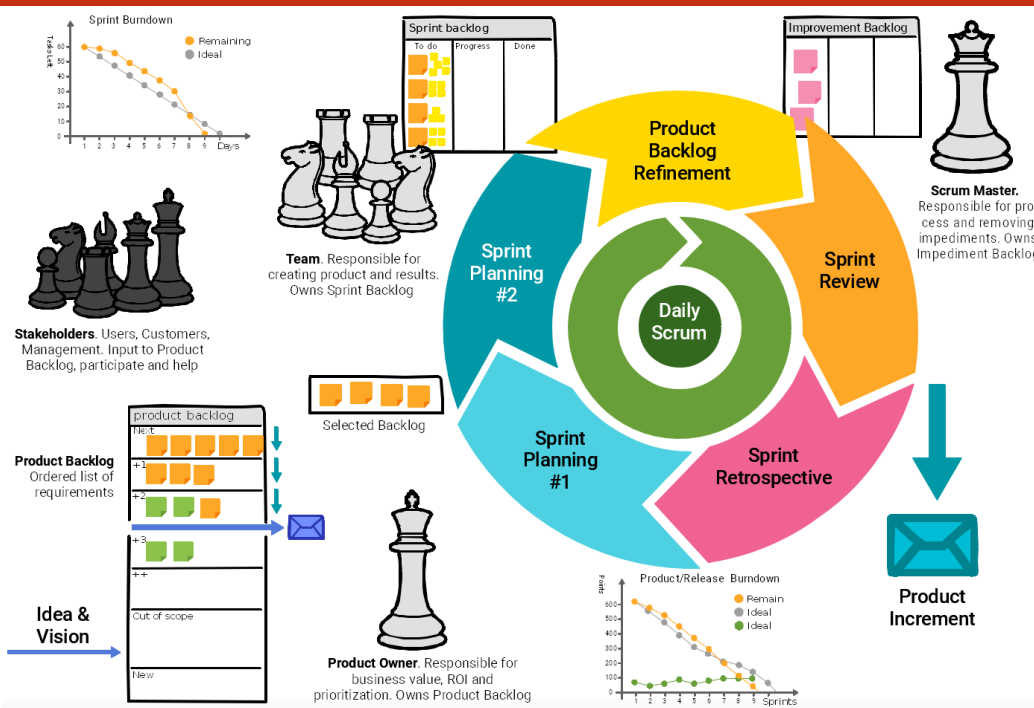 Sprint Burndown
Tasks Left
Remaining
Ideal
60
50
40
30
20
10
0
1 2 3 4 5 6 7 8 9 Days
Sprint backlog
To do Progress Done
Improvement Backlog
Team. Responsible for
creating product and results.
Owns Sprint Backlog
Scrum Master.
Responsible for pro
cess and removing
impediments. Owns
Impediment Backlog
Stakeholders. Users, Customers,
Management. Input to Product
Backlog, participate and help
Product
Backlog
Refinement
Sprint
Review
Sprint
Retrospective
Sprint
Planning
#1
Sprint
Planning
#2
Daily
Scrum
Selected Backlog
product backlog
Next
+1
+2
+3
++
Cut of scope
New
Product Backlog
Ordered list of
requirements
Idea &
Vision
Product Owner. Responsible for
business value, ROI and
prioritization. Owns Product Backlog
Product/Release Burndown
Points
Remain
Ideal
Ideal
600
500
400
300
200
100
0
1 2 3 4 5 6 7 8 9 Sprints
Product
Increment